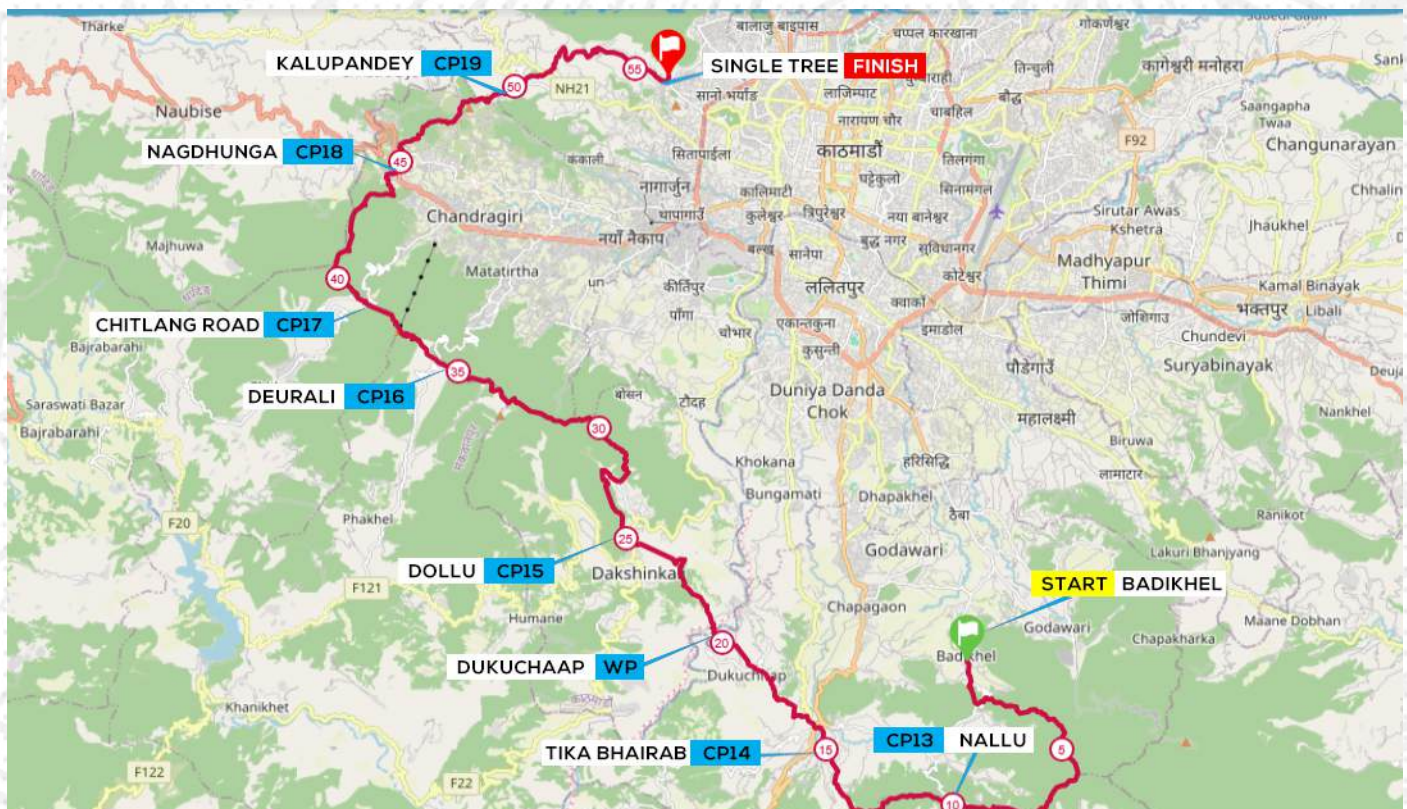 Tharke
बालाजु बाइपास
गोकर्णेश्वर
चप्पल कारखाना
KALUPANDEY CP19
55
SINGLE TREE FINISH
तिन्चुली
कागेश्वरी मनोहरा
50
NH21
सानो भर्याङ
लाजिम्पाट
बौद्ध
Naubise
नारायण चौर
चाबहिल
Saangapha
Twaa
F92
Changunarayan
NAGDHUNGA CP18
45
कंकाली
सितापाईला
काठमाडौं
तिलगंगा
घट्टेकुलो
सिनामंगल
नागार्जुन
कालिमाटी
Chandragiri
थापागाउँ
कुलेश्वर
त्रिपुरेश्वर
नया बानेश्वर
Sirutar Awas
Kshetra
Jhaukhel
Majhuwa
नयाँ नैकाप
बल्खु
सानेपा
बुद्ध नगर
सुविधानगर
Matatirtha
कोटेश्वर
Madhyapur
Thimi
40
un
कीर्तिपुर
ललितपुर
Kamal Binayak
पाँगा
क्वाको
भक्तपुर
Libali
CHITLANG ROAD CP17
चोभार
एकान्तकुना
इमाडोल
जोशिगाउ
Chundevi
Bajrabarahi
कुसुन्ती
35
पौडेगाउँ
Suryabinayak
DEURALI CP16
बोसन
टौदह
Duniya Danda
Chok
Saraswati Bazar
30
महालक्ष्मी
Nankhel
Bajrabarahi
Biruwa
Khokana
हरिसिद्धि
लामाटार
Bungamati
Dhapakhel
ठैबा
Phakhel
Ranikot
F20
25
Godawari
Lakuri Bhanjyang
DOLLU CP15
START BADIKHEL
F121
Chapagaon
Humane
Godawari
Maane Dobhan
Chapakharka
20
DUKUCHAAP WP
Khanikhet
TIKA BHAIRAB CP14
15
CP13 NALLU
5
F122
F22
10